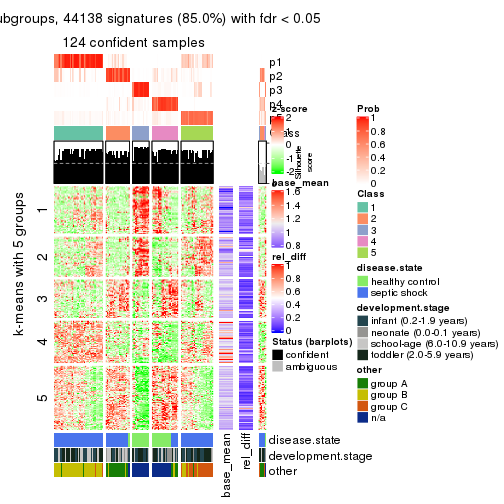 ubgroups, 44138 signatures (85.0%) with fdr < 0.05
124 confident samples
p1
p2
p3
p4
p5
Class
Silhouette
score
k-means with 5 groups
1
2
3
4
5
z-score
2
1
0
-1
-2
base_mean
1.6
1.4
1.2
1
0.8
rel_diff
1
0.8
0.6
0.4
0.2
0
Status (barplots)
confident
ambiguous
Prob
1
0.8
0.6
0.4
0.2
0
Class
1
2
3
4
5
disease.state
healthy control
septic shock
development.stage
infant (0.2-1.9 years)
neonate (0.0-0.1 years)
school-age (6.0-10.9 years)
toddler (2.0-5.9 years)
other
group A
group B
group C
n/a
disease.state
development.stage
other
base_mean
rel_diff